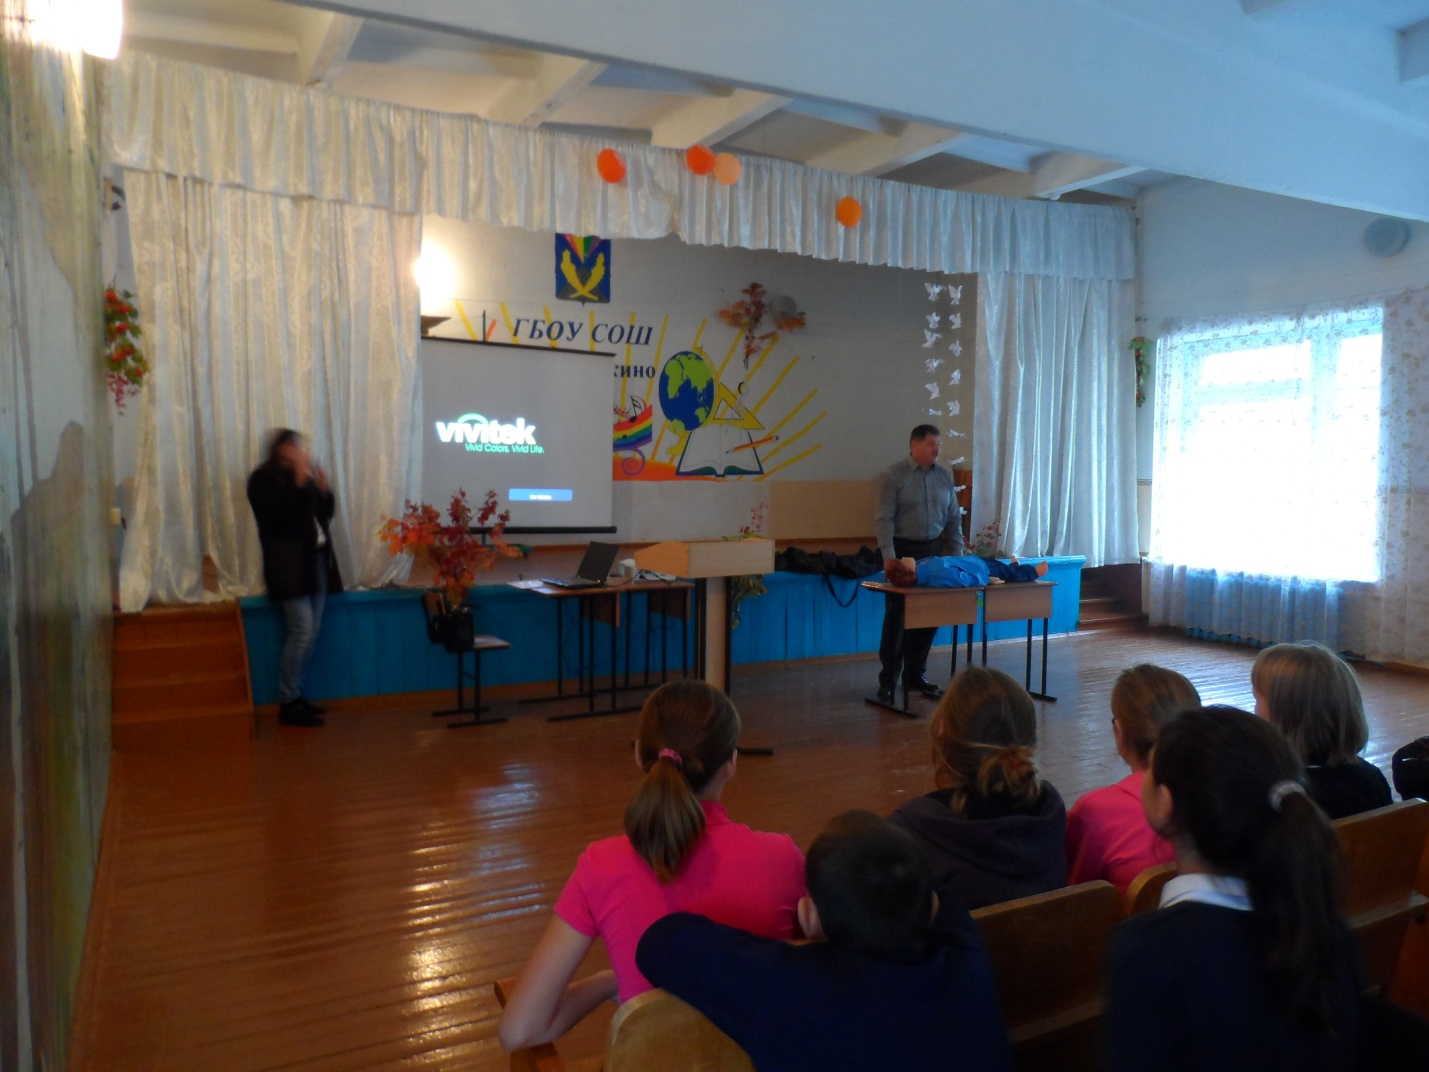 ГБОУ СОШ
кино
vivitek
Vivid Colors, Vivid Life.